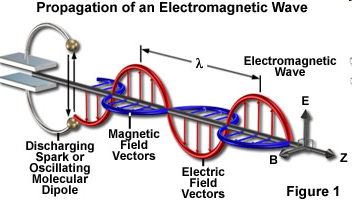 Propagation of an Electromagnetic Wave
λ
Electromagnetic
Wave
E
B
Z
Magnetic
Field
Vectors
Discharging
Spark or
Oscillating
Molecular
Dipole
Electric
Field
Vectors
Figure 1